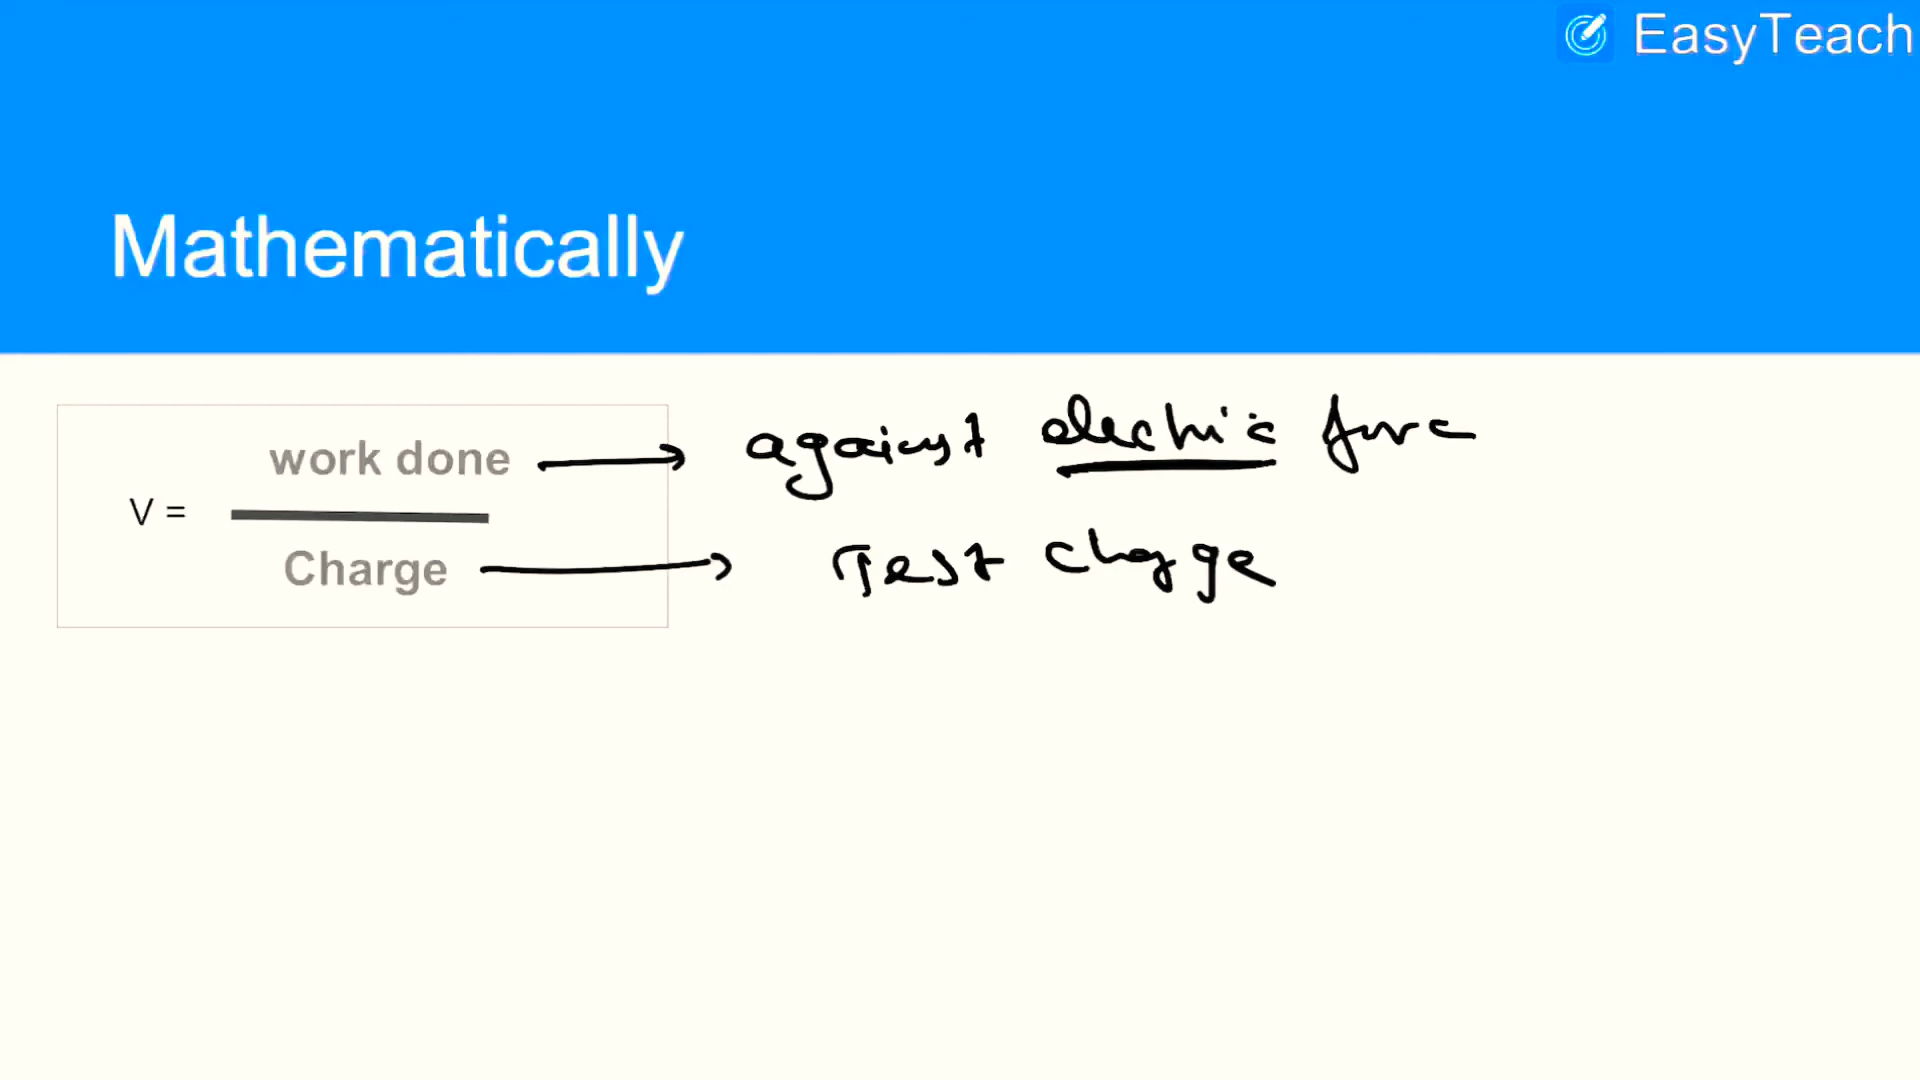 EasyTeach
Mathematically
work done → against electric force
V =
Charge → Test charge